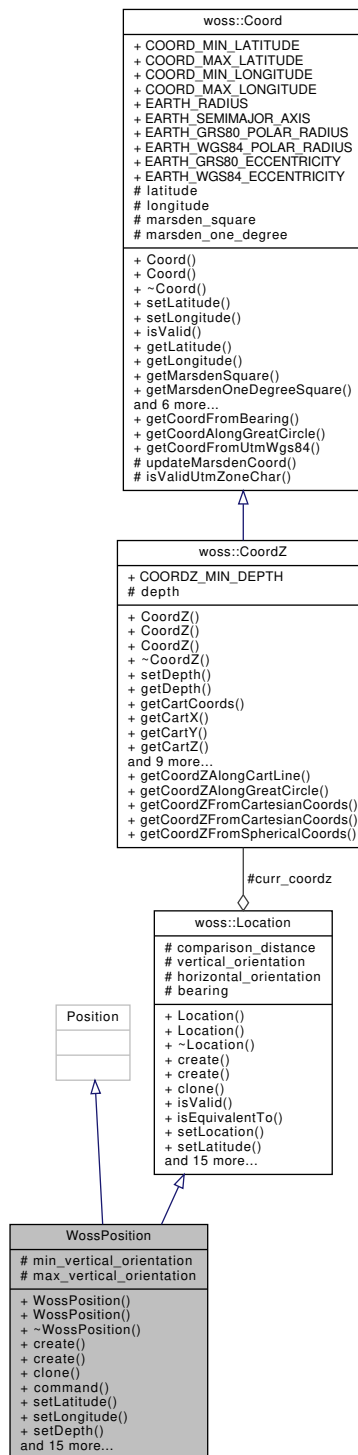 woss::Coord
+ COORD_MIN_LATITUDE
+ COORD_MAX_LATITUDE
+ COORD_MIN_LONGITUDE
+ COORD_MAX_LONGITUDE
+ EARTH_RADIUS
+ EARTH_SEMIMAJOR_AXIS
+ EARTH_GRS80_POLAR_RADIUS
+ EARTH_WGS84_POLAR_RADIUS
+ EARTH_GRS80_ECCENTRICITY
+ EARTH_WGS84_ECCENTRICITY
# latitude
# longitude
# marsden_square
# marsden_one_degree
+ Coord()
+ Coord()
+ ~Coord()
+ setLatitude()
+ setLongitude()
+ isValid()
+ getLatitude()
+ getLongitude()
+ getMarsdenSquare()
+ getMarsdenOneDegreeSquare()
and 6 more...
+ getCoordFromBearing()
+ getCoordAlongGreatCircle()
+ getCoordFromUtmWgs84()
# updateMarsdenCoord()
# isValidUtmZoneChar()
woss::CoordZ
+ COORDZ_MIN_DEPTH
# depth
+ CoordZ()
+ CoordZ()
+ CoordZ()
+ ~CoordZ()
+ setDepth()
+ getDepth()
+ getCartCoords()
+ getCartX()
+ getCartY()
+ getCartZ()
and 9 more...
+ getCoordZAlongCartLine()
+ getCoordZAlongGreatCircle()
+ getCoordZFromCartesianCoords()
+ getCoordZFromCartesianCoords()
+ getCoordZFromSphericalCoords()
#curr_coordz
woss::Location
# comparison_distance
# vertical_orientation
# horizontal_orientation
# bearing
+ Location()
+ Location()
+ ~Location()
+ create()
+ create()
+ clone()
+ isValid()
+ isEquivalentTo()
+ setLocation()
+ setLatitude()
and 15 more...
Position
WossPosition
# min_vertical_orientation
# max_vertical_orientation
+ WossPosition()
+ WossPosition()
+ ~WossPosition()
+ create()
+ create()
+ clone()
+ command()
+ setLatitude()
+ setLongitude()
+ setDepth()
and 15 more...